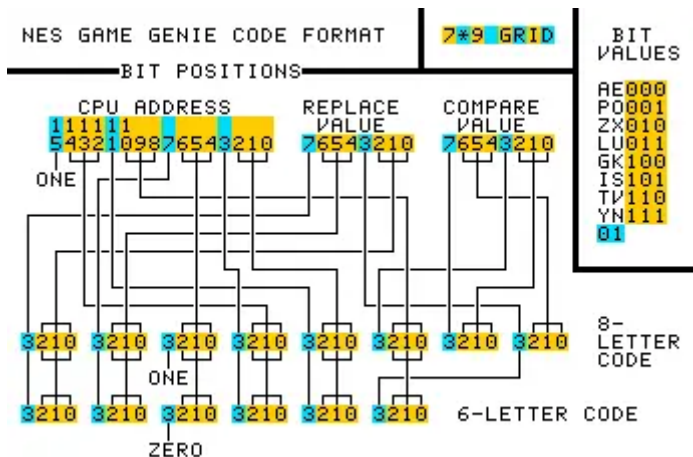 NES GAME GENIE CODE FORMAT
7*9 GRID
BIT
VALUES
BIT POSITIONS
CPU ADDRESS
REPLACE
VALUE
COMPARE
VALUE
111111
5432109876543210
76543210
76543210
ONE
AE000
PO001
ZX010
LU011
GK100
IS101
TV110
YN111
01
3210 3210 3210 3210 3210 3210 3210 3210
8-
LETTER
CODE
ONE
3210 3210 3210 3210 3210 3210
6-LETTER CODE
ZERO